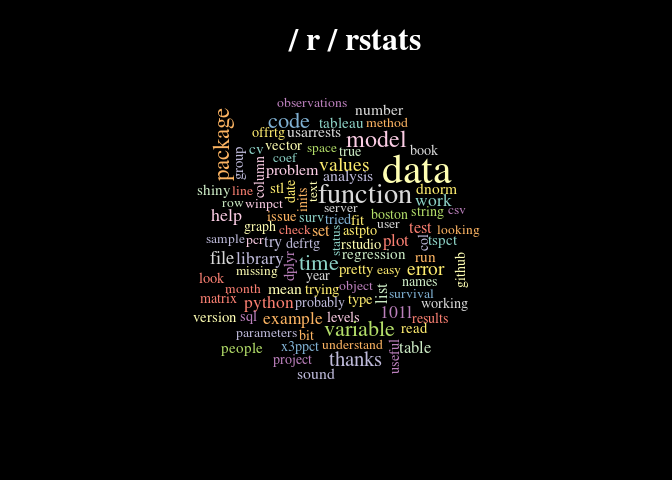 / r / rstats
observations
number
package
code
tableau
method
offrtg
usarrests
model
cv
vector
space
true
book
group
coef
values
data
column
problem
analysis
shiny
line
stl
date
inits
text
function
dnorm
row
winpct
server
work
help
issue
surv
tried
fit
boston
string
csv
graph
check
set
status
astpto
user
test
looking
sample
pcr
try
defrtg
rstudio
plot
col
tspct
file
library
dplyr
time
regression
run
github
missing
year
pretty
easy
error
look
month
mean
trying
object
list
names
matrix
python
probably
type
survival
working
version
sql
example
levels
1011
results
parameters
bit
variable
read
people
x3ppct
understand
useful
table
project
thanks
sound